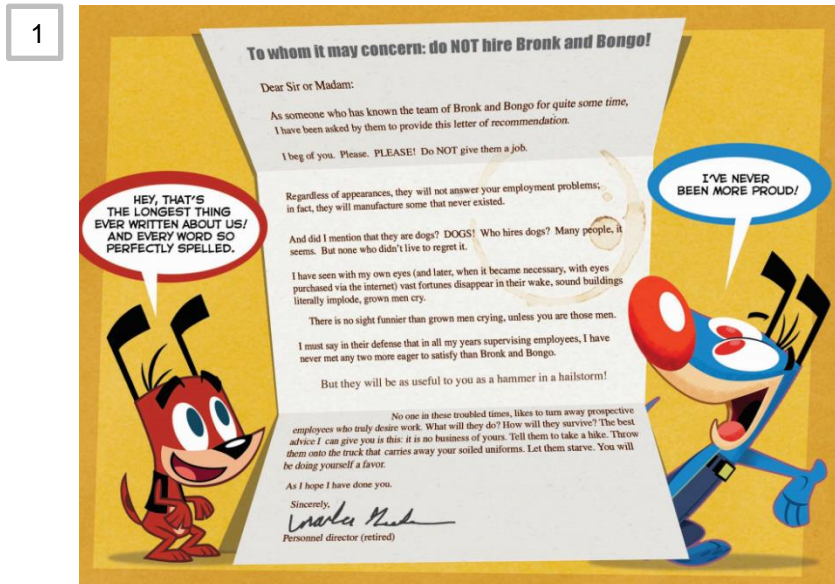 1
To whom it may concern: do NOT hire Bronk and Bongo!
Dear Sir or Madam:
As someone who has known the team of Bronk and Bongo for quite some time,
I have been asked by them to provide this letter of recommendation.
I beg of you. Please. PLEASE! Do NOT give them a job.
HEY, THAT'S
THE LONGEST THING
EVER WRITTEN ABOUT US!
AND EVERY WORD SO
PERFECTLY SPELLED.
I'VE NEVER
BEEN MORE PROUD!
Regardless of appearances, they will not answer your employment problems;
in fact, they will manufacture some that never existed.
And did I mention that they are dogs? DOGS! Who hires dogs? Many people, it
seems. But none who didn't live to regret it.
I have seen with my own eyes (and later, when it became necessary, with eyes
purchased via the internet) vast fortunes disappear in their wake, sound buildings
literally implode, grown men cry.
There is no sight funnier than grown men crying, unless you are those men.
I must say in their defense that in all my years supervising employees, I have
never met any two more eager to satisfy than Bronk and Bongo.
But they will be as useful to you as a hammer in a hailstorm!
No one in these troubled times, likes to turn away prospective
employees who truly desire work. What will they do? How will they survive? The best
advice I can give you is this: it is no business of yours. Tell them to take a hike. Throw
them onto the truck that carries away your soiled uniforms. Let them starve. You will
be doing yourself a favor.
As I hope I have done you.
Sincerely,
Personnel director (retired)